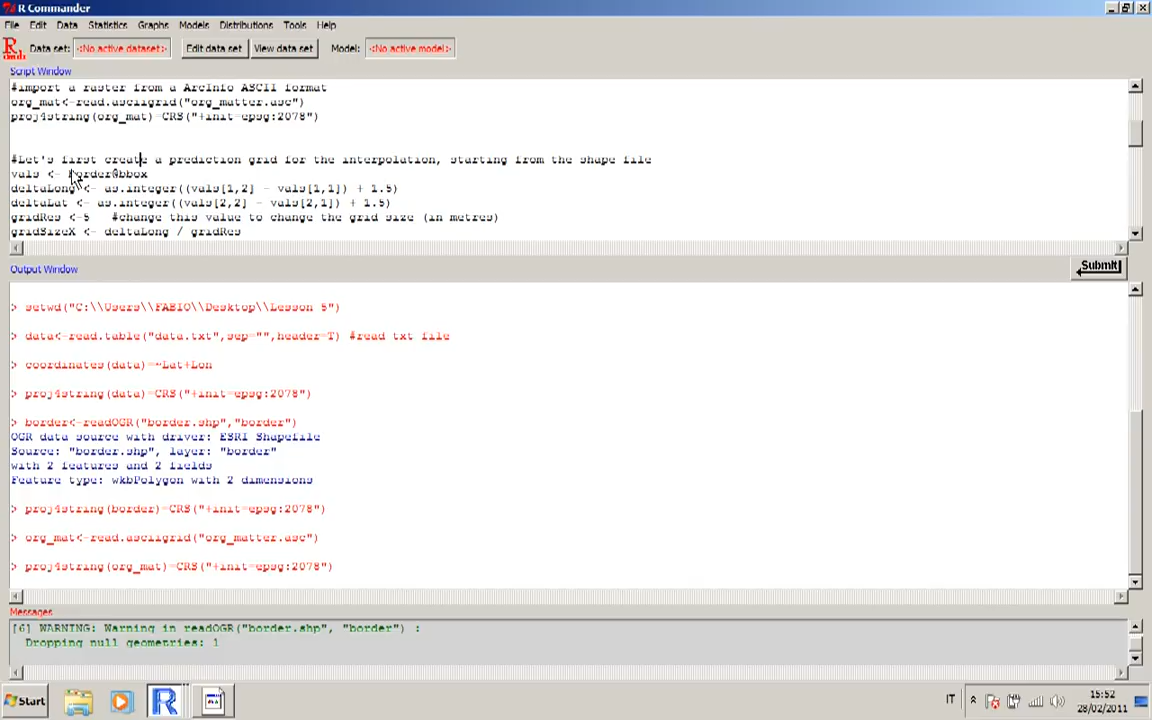 R Commander
File Edit Data Statistics Graphs Models Distributions Tools Help
Data set: <No active dataset> Edit data set View data set Model: <No active model>
Script Window
#import a raster from a ArcInfo ASCII format
org_mat<-read.asciigrid("org_matter.asc")
proj4string(org_mat)=CRS("+init=epsg:2078")
#Let's first create a prediction grid for the interpolation, starting from the shape file
vals <- border@bbox
deltaLong <- as.integer((vals[1,2] - vals[1,1]) + 1.5)
deltaLat <- as.integer((vals[2,2] - vals[2,1]) + 1.5)
gridRes <-5 #change this value to change the grid size (in metres)
gridSizeX <- deltaLong / gridRes
Output Window
Submit
> setwd("C:\\Users\\FABIO\\Desktop\\Lesson 5")
> data<-read.table("data.txt",sep="",header=T) #read txt file
> coordinates(data)=~Lat+Lon
> proj4string(data)=CRS("+init=epsg:2078")
> border<-readOGR("border.shp","border")
OGR data source with driver: ESRI Shapefile
Source: "border.shp", layer: "border"
with 2 features and 2 fields
Feature type: wkbPolygon with 2 dimensions
> proj4string(border)=CRS("+init=epsg:2078")
> org_mat<-read.asciigrid("org_matter.asc")
> proj4string(org_mat)=CRS("+init=epsg:2078")
Messages
[6] WARNING: Warning in readOGR("border.shp", "border") :
Dropping null geometries: 1
Start
IT
15:52
28/02/2011